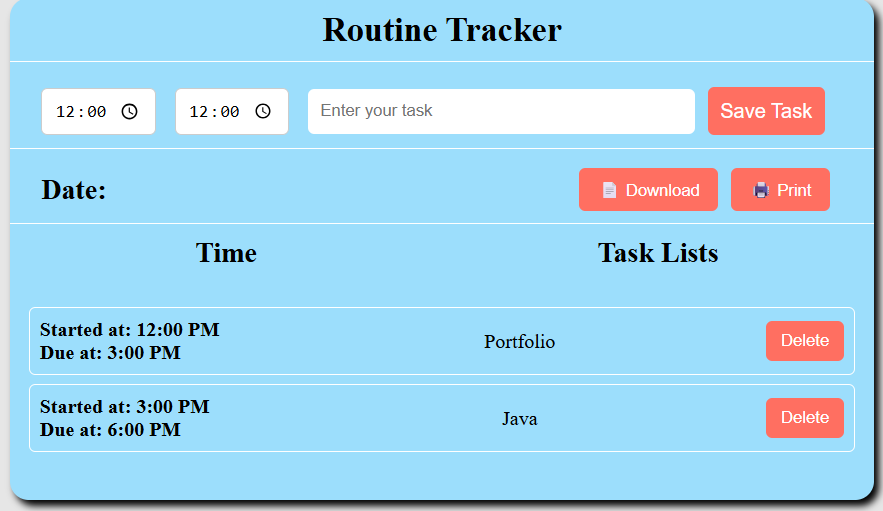 Routine Tracker
12:00 12:00 Enter your task Save Task
Date: Download Print
Time Task Lists
Started at: 12:00 PM
Due at: 3:00 PM
Portfolio
Delete
Started at: 3:00 PM
Due at: 6:00 PM
Java
Delete